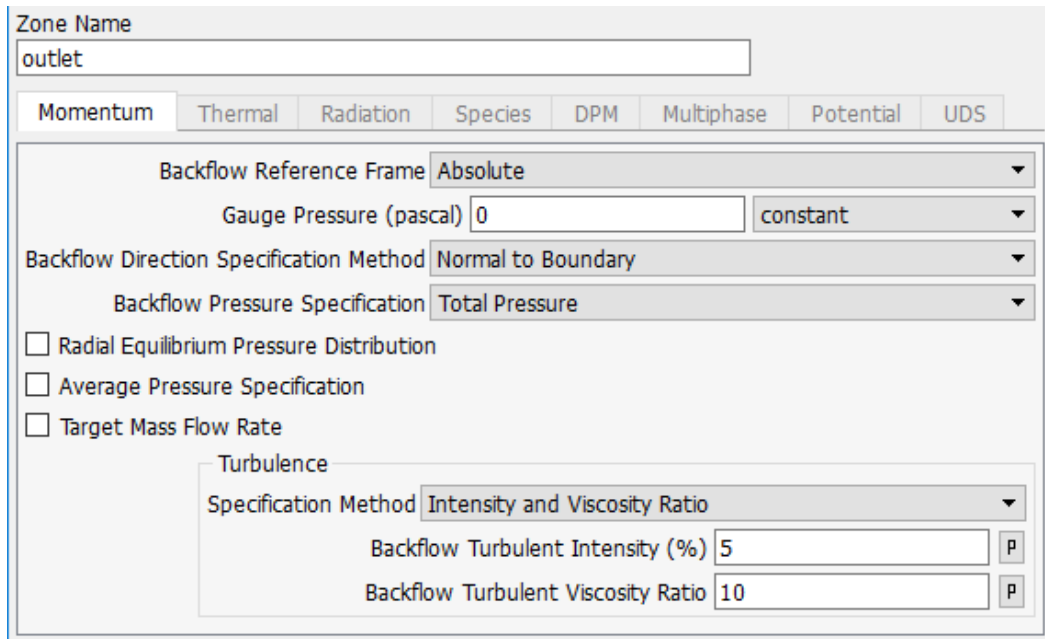 Zone Name
outlet
Momentum Thermal Radiation Species DPM Multiphase Potential UDS
Backflow Reference Frame Absolute
Gauge Pressure (pascal) 0 constant
Backflow Direction Specification Method Normal to Boundary
Backflow Pressure Specification Total Pressure
Radial Equilibrium Pressure Distribution
Average Pressure Specification
Target Mass Flow Rate
Turbulence
Specification Method Intensity and Viscosity Ratio
Backflow Turbulent Intensity (%) 5 P
Backflow Turbulent Viscosity Ratio 10 P